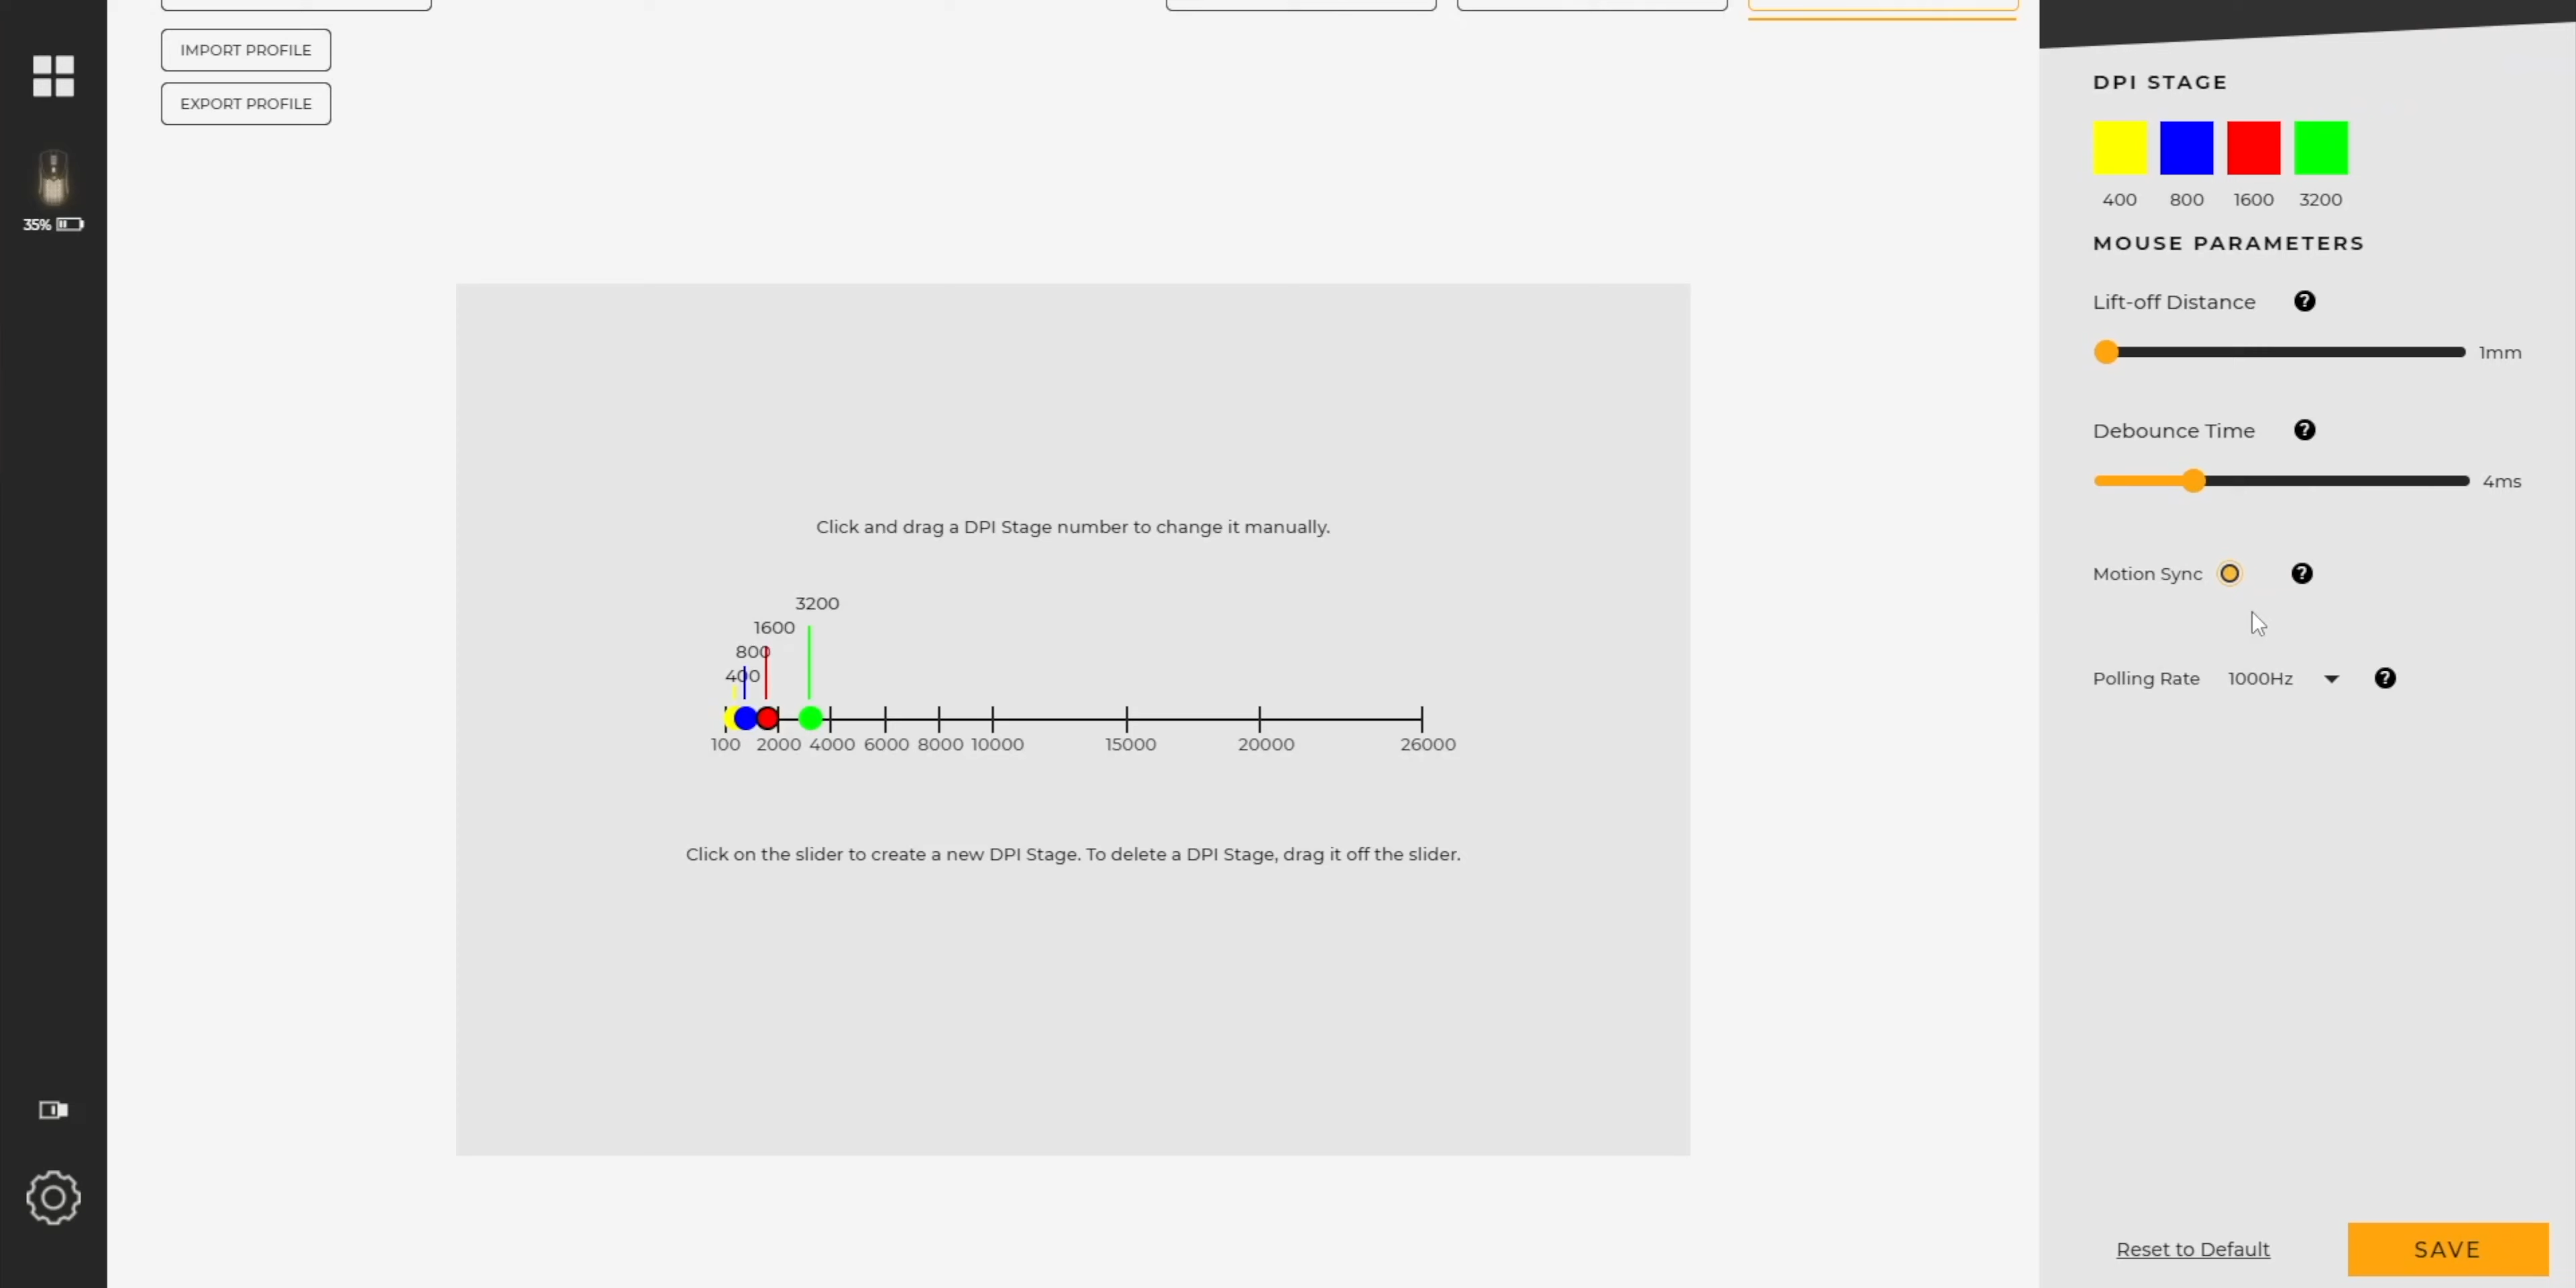 IMPORT PROFILE
EXPORT PROFILE
35%
Click and drag a DPI Stage number to change it manually.
3200
1600
800
400
100 2000 4000 6000 8000 10000 15000 20000 26000
Click on the slider to create a new DPI Stage. To delete a DPI Stage, drag it off the slider.
DPI STAGE
400 800 1600 3200
MOUSE PARAMETERS
Lift-off Distance ?
1mm
Debounce Time ?
4ms
Motion Sync ?
Polling Rate 1000Hz ?
Reset to Default SAVE